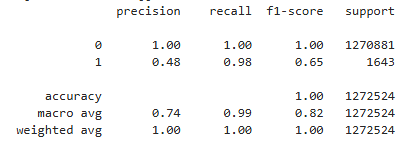 precision recall f1-score support
0 1.00 1.00 1.00 1270881
1 0.48 0.98 0.65 1643
accuracy 1.00 1272524
macro avg 0.74 0.99 0.82 1272524
weighted avg 1.00 1.00 1.00 1272524